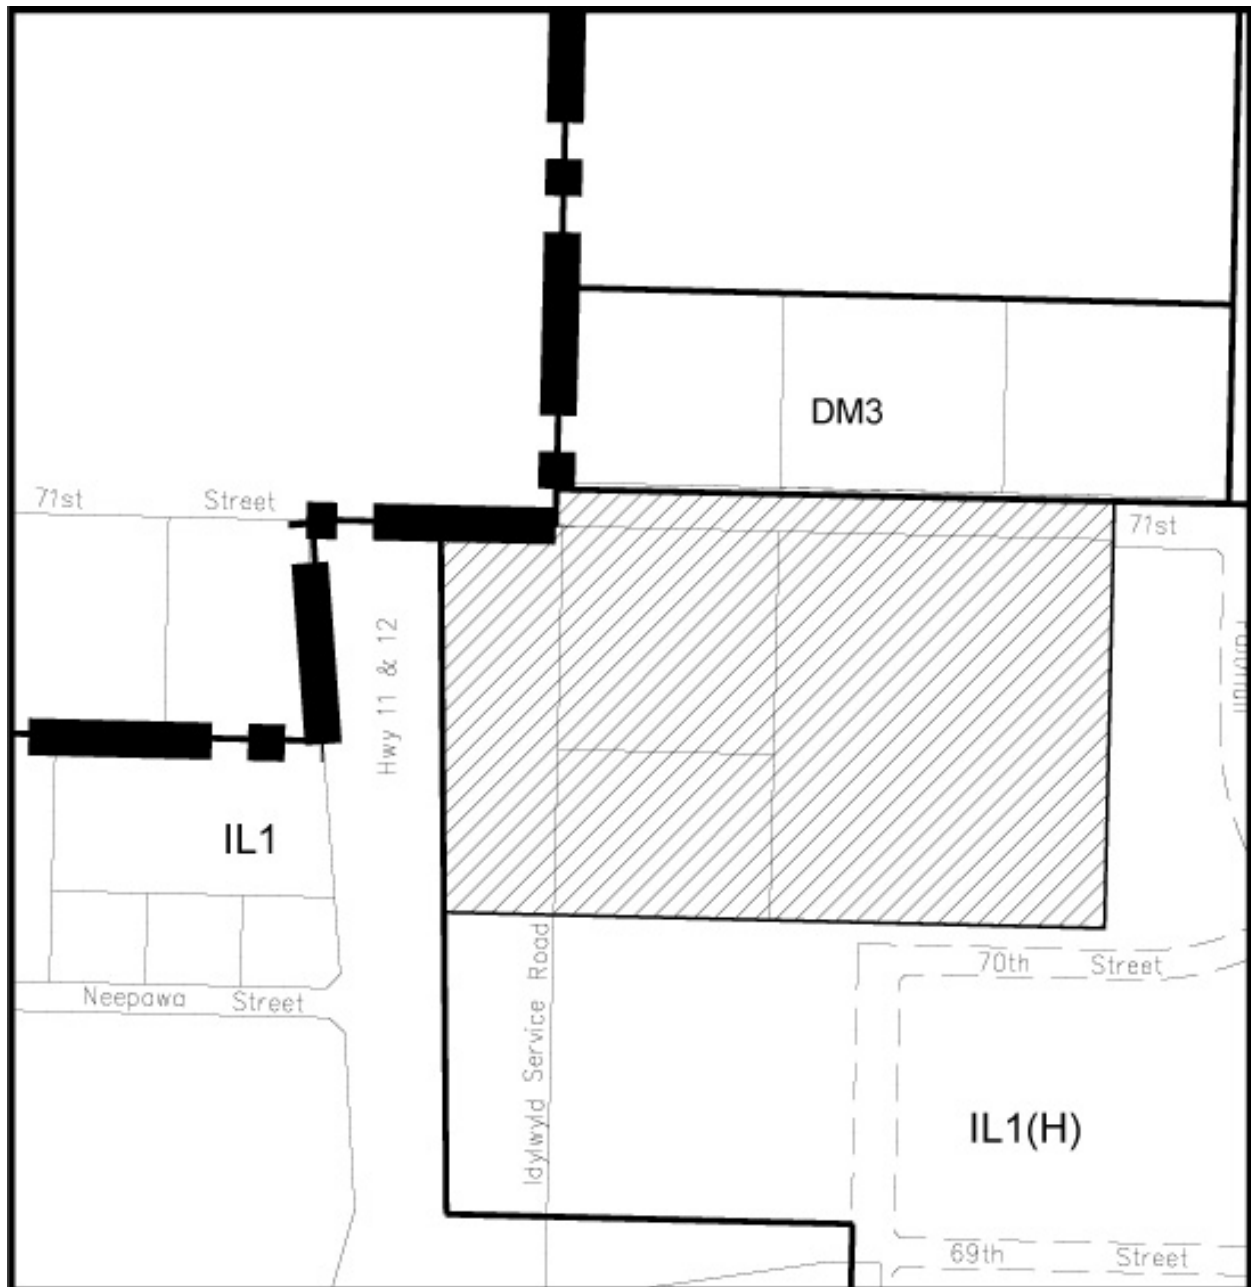 DM3
71st Street
71st
Hwy 11 & 12
IL1
Idylwyld Service Road
70th Street
Neepawa Street
IL1(H)
69th Street